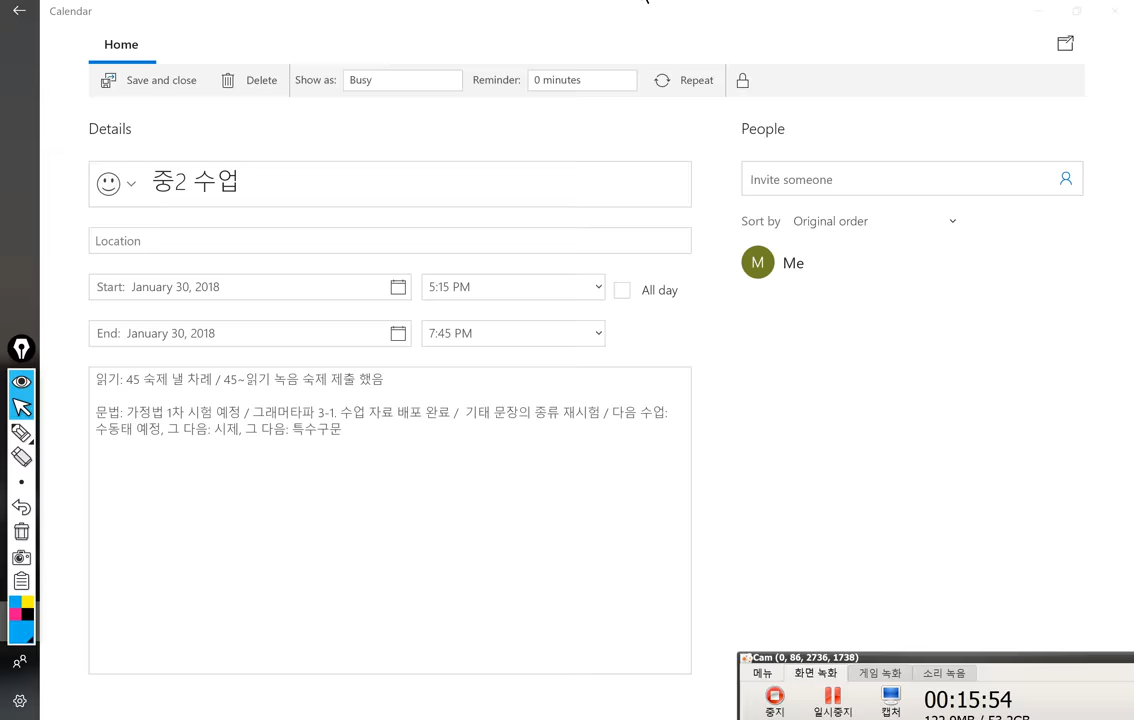 Calendar
Home
Save and close Delete Show as: Busy Reminder: 0 minutes Repeat
Details People
중2 수업
Invite someone
Location
Sort by Original order
M Me
Start: January 30, 2018 5:15 PM All day
End: January 30, 2018 7:45 PM
읽기: 45 숙제 낼 차례 / 45~읽기 녹음 숙제 제출 했음
문법: 가정법 1차 시험 예정 / 그래머타파 3-1. 수업 자료 배포 완료 / 기태 문장의 종류 재시험 / 다음 수업:
수동태 예정, 그 다음: 시제, 그 다음: 특수구문
oCam (0, 86, 2736, 1738)
메뉴 화면 녹화 게임 녹화 소리 녹음
00:15:54
중지 일시중지 캡처
122.0MB / 53.2GB